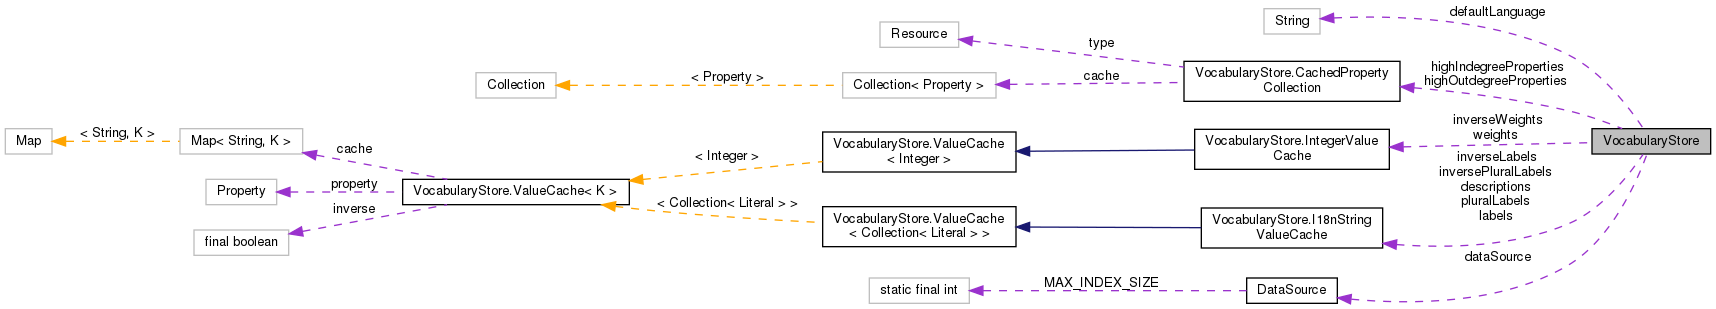 defaultLanguage
String
Resource
type
highIndegreeProperties
highOutdegreeProperties
VocabularyStore.CachedProperty
Collection
cache
< Property >
Collection
Collection< Property >
inverseWeights
weights
VocabularyStore
< String, K >
Map
Map< String, K >
cache
VocabularyStore.ValueCache
< Integer >
VocabularyStore.IntegerValue
Cache
< Integer >
inverseLabels
inversePluralLabels
descriptions
pluralLabels
labels
property
Property
VocabularyStore.ValueCache< K >
inverse
< Collection< Literal > >
VocabularyStore.ValueCache
< Collection< Literal > >
VocabularyStore.I18nString
ValueCache
final boolean
dataSource
static final int
MAX_INDEX_SIZE
DataSource